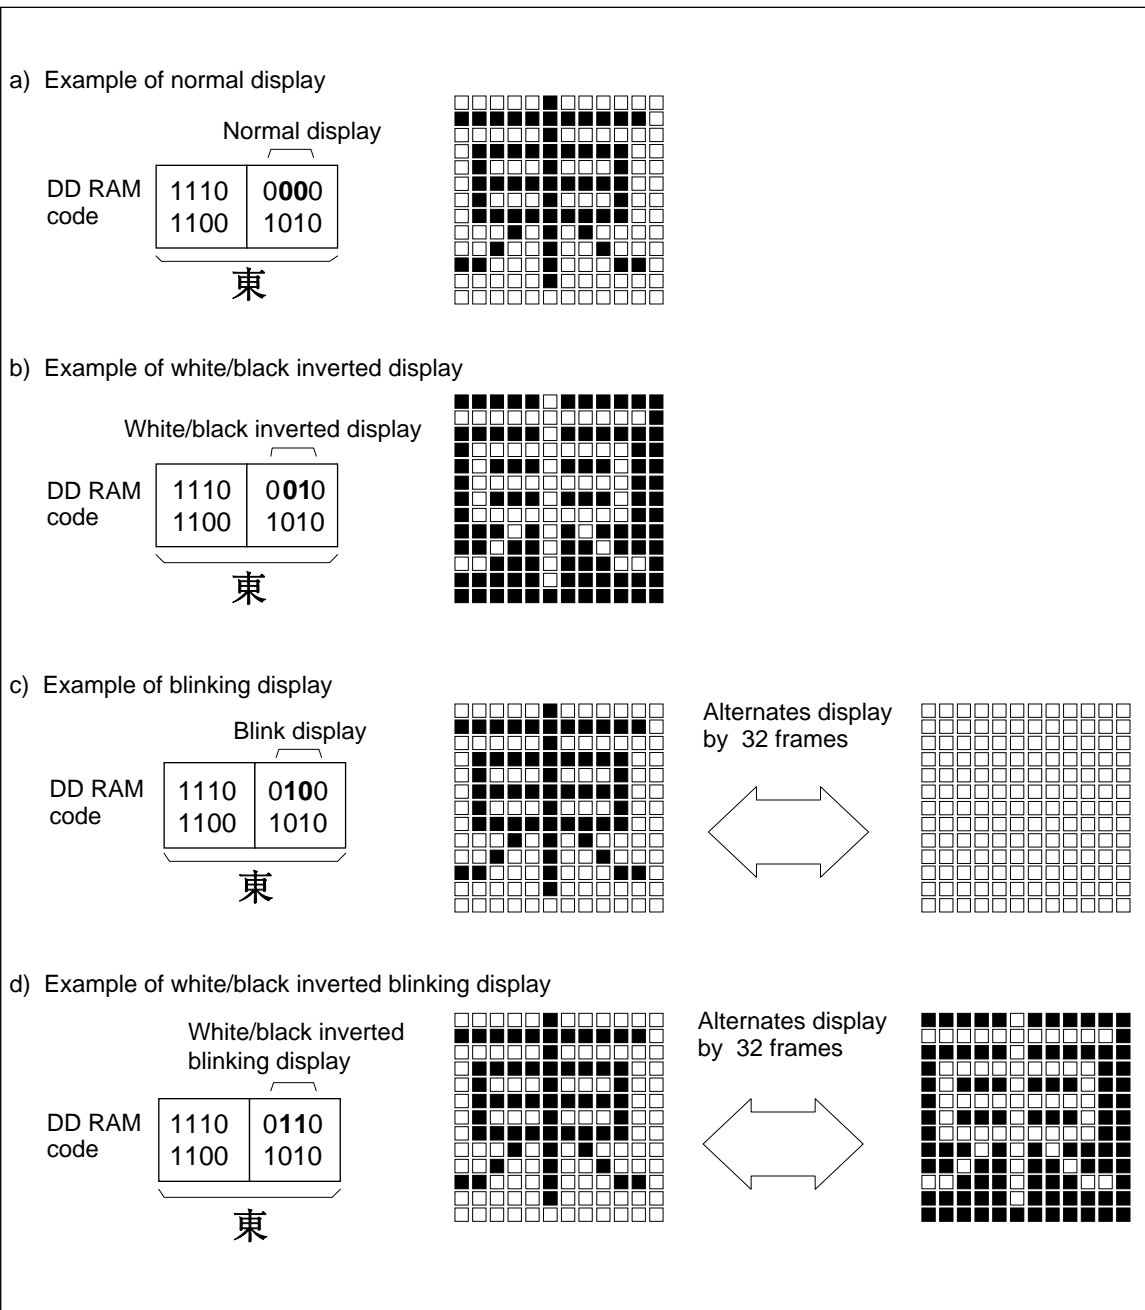 a) Example of normal display
Normal display
DD RAM code
1110 0000
1100 1010
東
b) Example of white/black inverted display
White/black inverted display
DD RAM code
1110 0010
1100 1010
東
c) Example of blinking display
Blink display
DD RAM code
1110 0100
1100 1010
東
Alternates display
by 32 frames
d) Example of white/black inverted blinking display
White/black inverted
blinking display
DD RAM code
1110 0110
1100 1010
東
Alternates display
by 32 frames